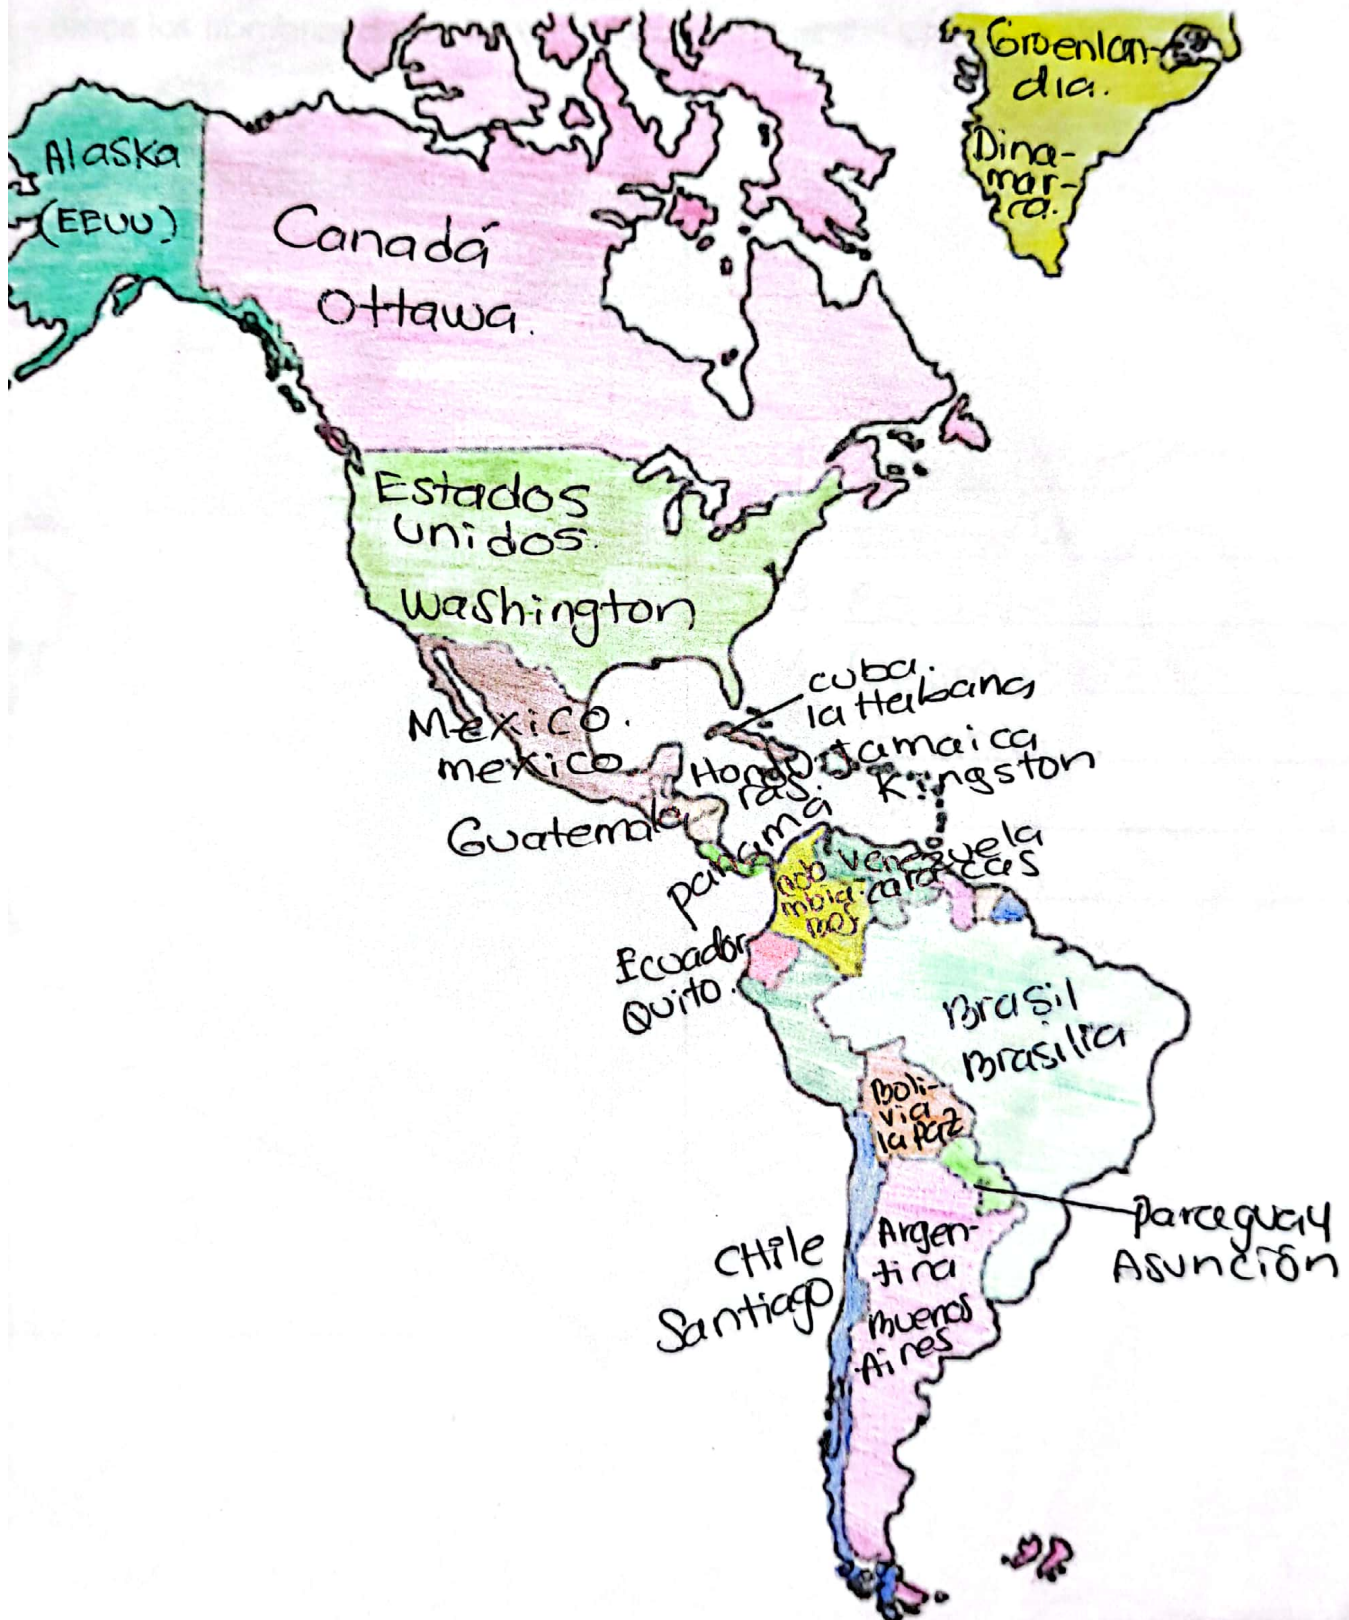 Groenlan-
dia.
Dina-
mar-
ca.
Alaska
(EEUU)
Canadá
Ottawa.
Estados
Unidos.
Washington
cuba.
la Habana
Mexico.
mexico
Jamaica
Kingston
Hondu
ras.
Guatemala
panamá
venezuela
caracas
mbia
Ecuador
Quito.
Brasil
Brasilia
Boli-
via
la Paz
Paraguay
Asunción
CHile
Santiago
Argen-
tina
Buenos
Aires